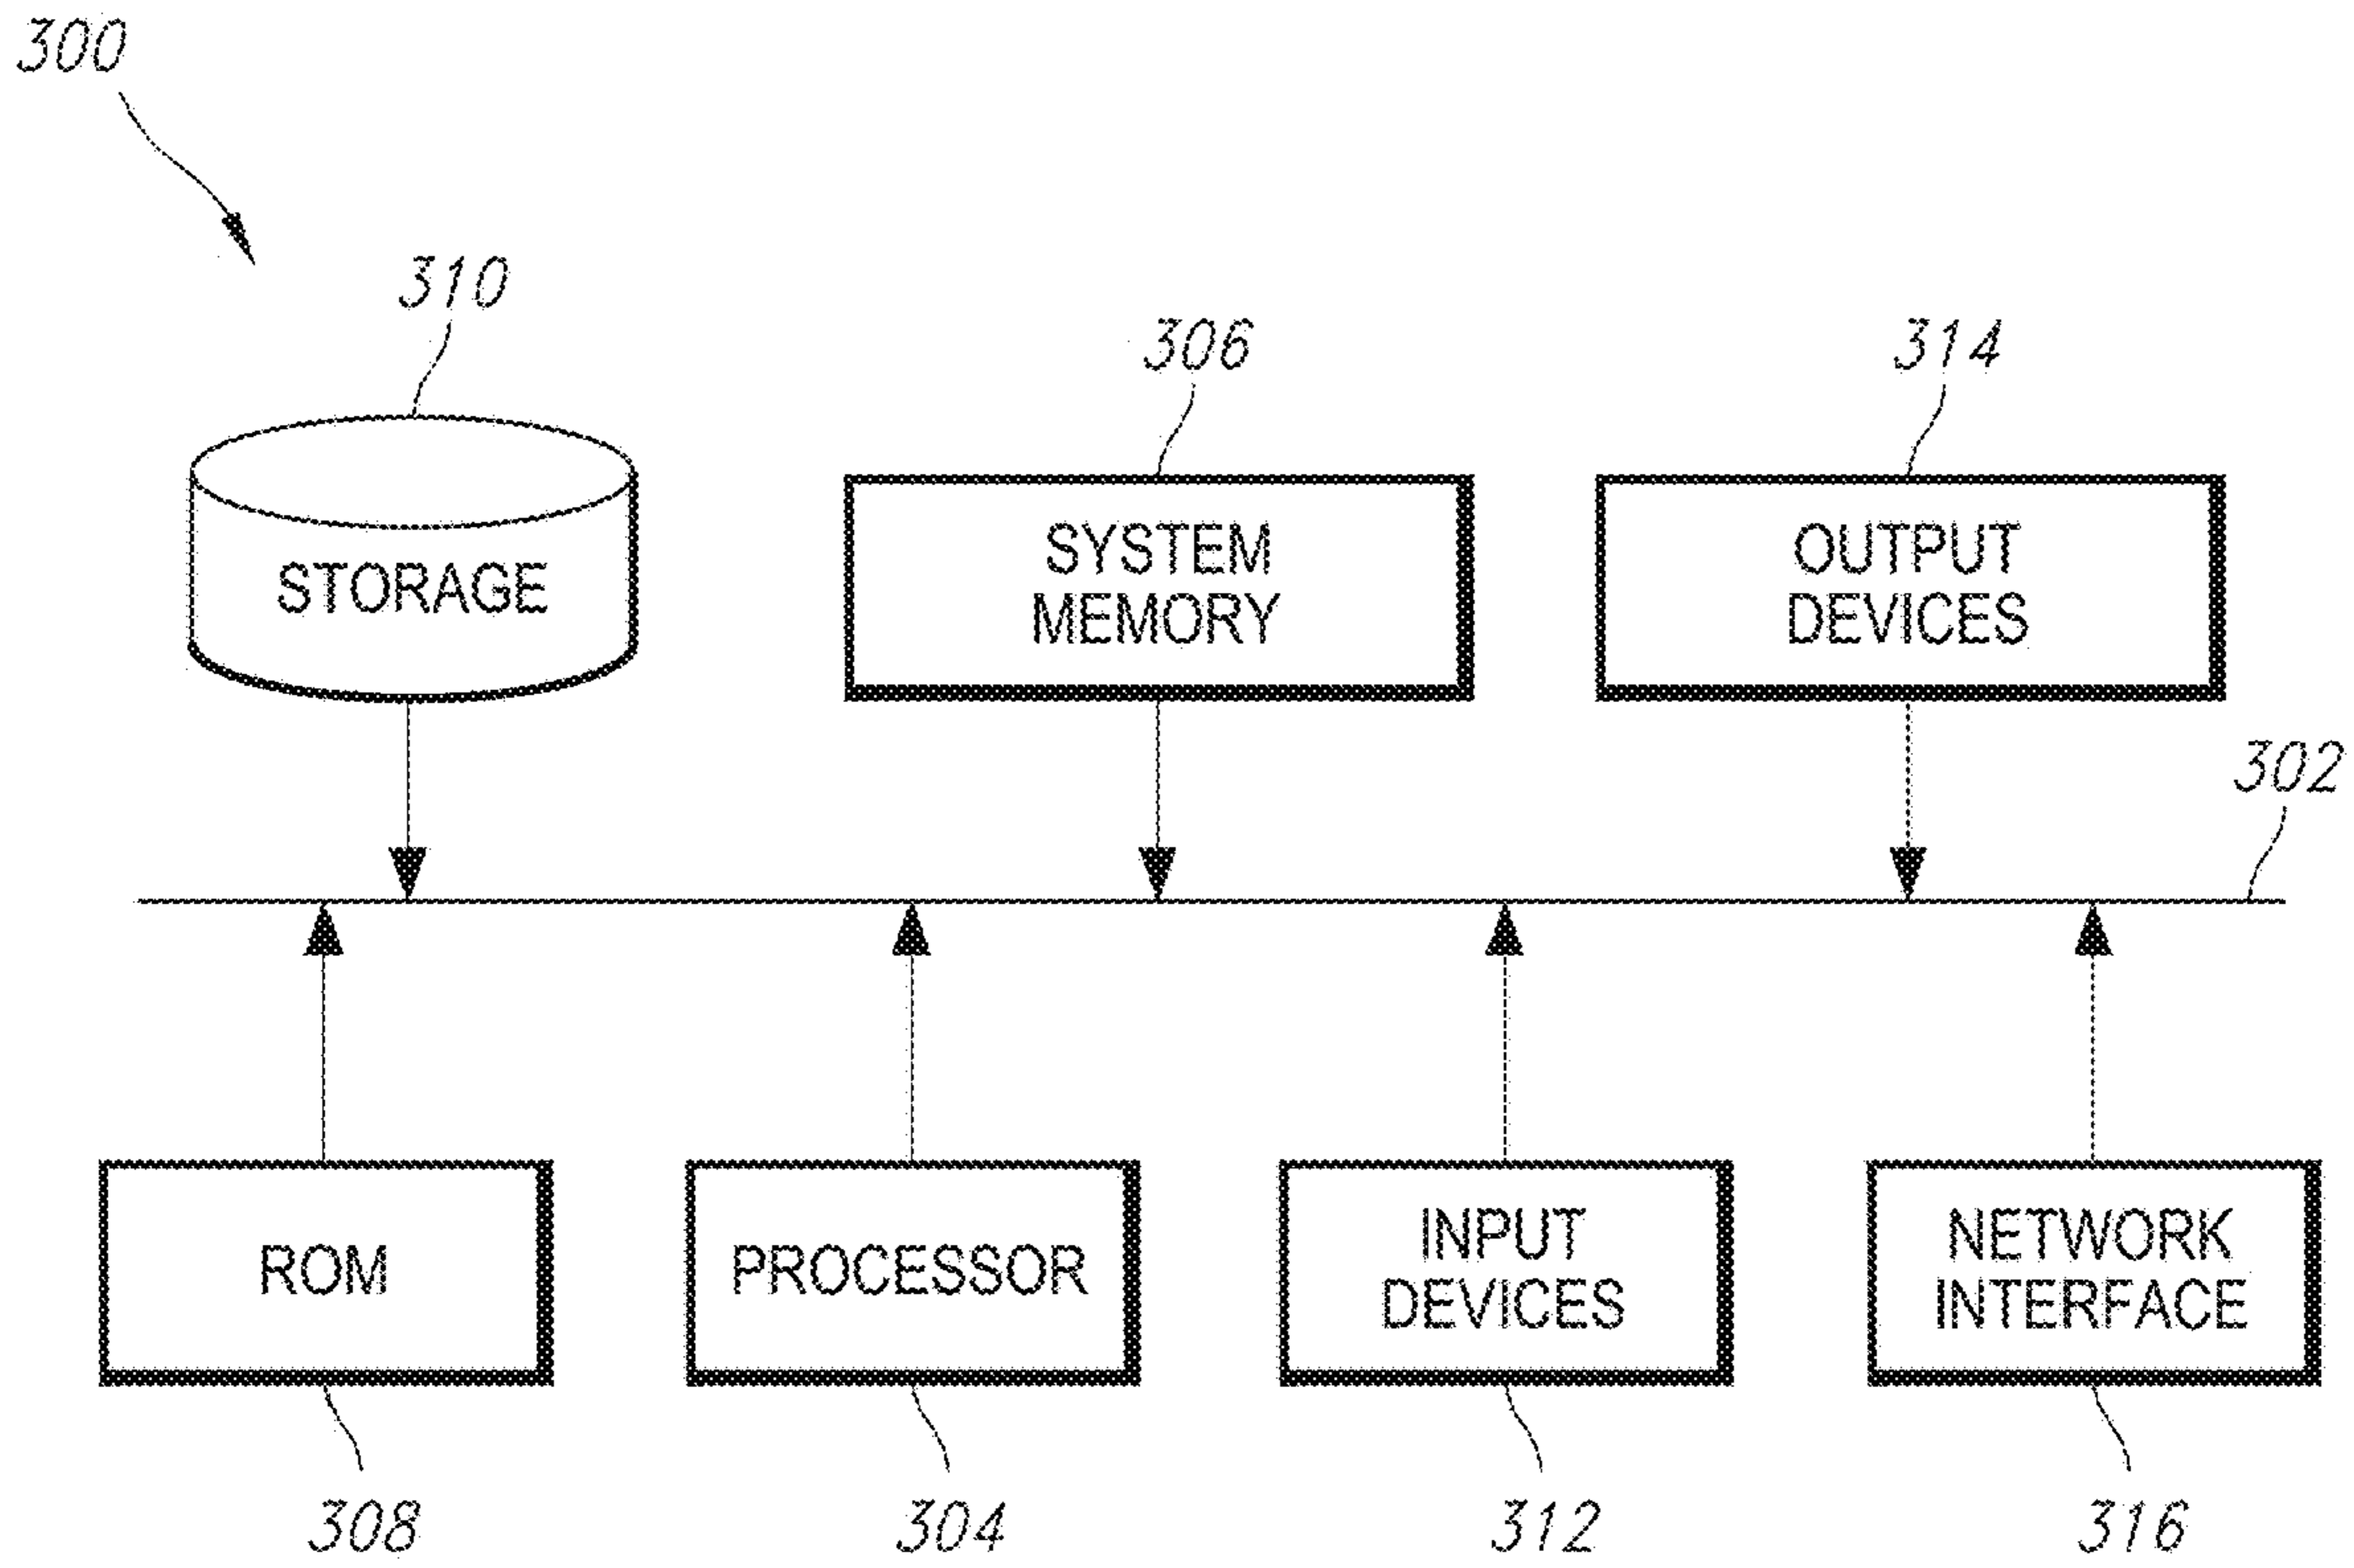 300
310
306
314
STORAGE
SYSTEM
MEMORY
OUTPUT
DEVICES
302
ROM
PROCESSOR
INPUT
DEVICES
NETWORK
INTERFACE
308
304
312
316